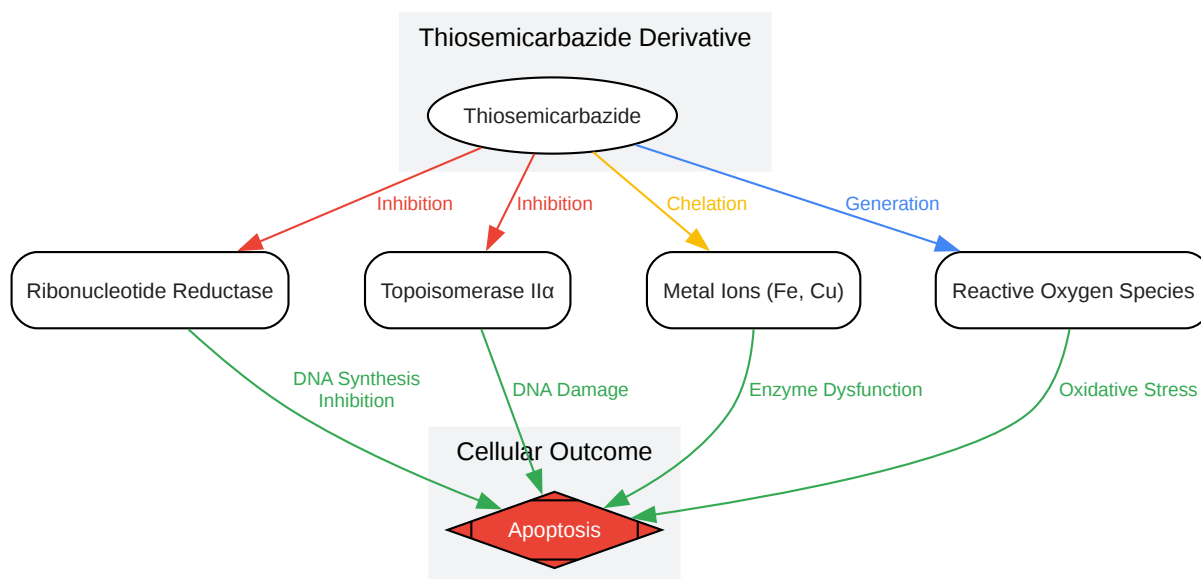 Thiosemicarbazide Derivative
Thiosemicarbazide
Inhibition
Inhibition
Chelation
Generation
Ribonucleotide Reductase
Topoisomerase IIα
Metal Ions (Fe, Cu)
Reactive Oxygen Species
DNA Synthesis
Inhibition
DNA Damage
Enzyme Dysfunction
Oxidative Stress
Cellular Outcome
Apoptosis